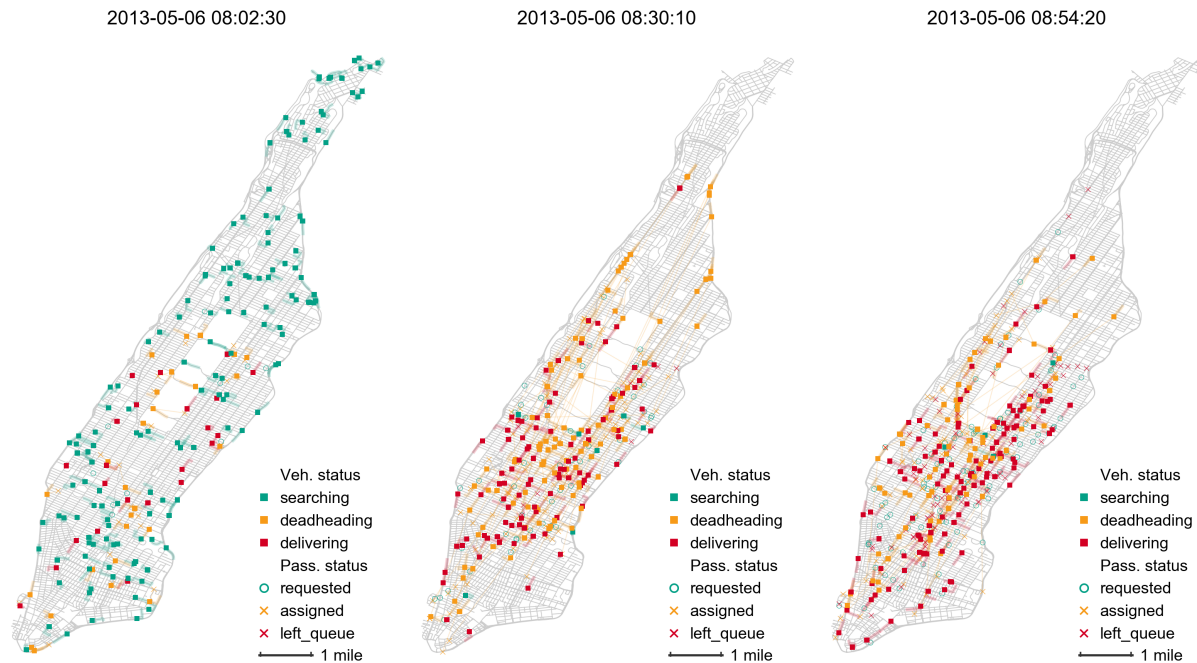 2013-05-06 08:02:30
2013-05-06 08:30:10
2013-05-06 08:54:20
Veh. status
searching
deadheading
delivering
Pass. status
requested
assigned
left_queue
1 mile
Veh. status
searching
deadheading
delivering
Pass. status
requested
assigned
left_queue
1 mile
Veh. status
searching
deadheading
delivering
Pass. status
requested
assigned
left_queue
1 mile